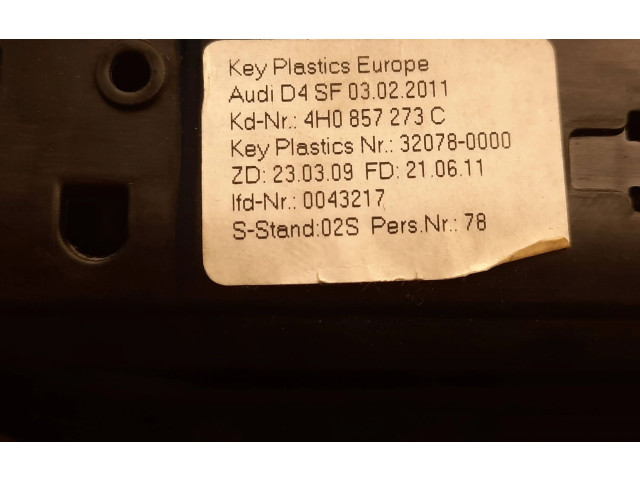 Key Plastics Europe
Audi D4 SF 03.02.2011
Kd-Nr.: 4H0 857 273 C
Key Plastics Nr.: 32078-0000
ZD: 23.03.09 FD: 21.06.11
lfd-Nr.: 0043217
S-Stand:02S Pers.Nr.: 78